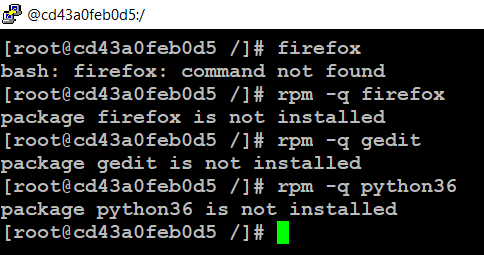 @cd43a0feb0d5:/
[root@cd43a0feb0d5 /]# firefox
bash: firefox: command not found
[root@cd43a0feb0d5 /]# rpm -q firefox
package firefox is not installed
[root@cd43a0feb0d5 /]# rpm -q gedit
package gedit is not installed
[root@cd43a0feb0d5 /]# rpm -q python36
package python36 is not installed
[root@cd43a0feb0d5 /]#